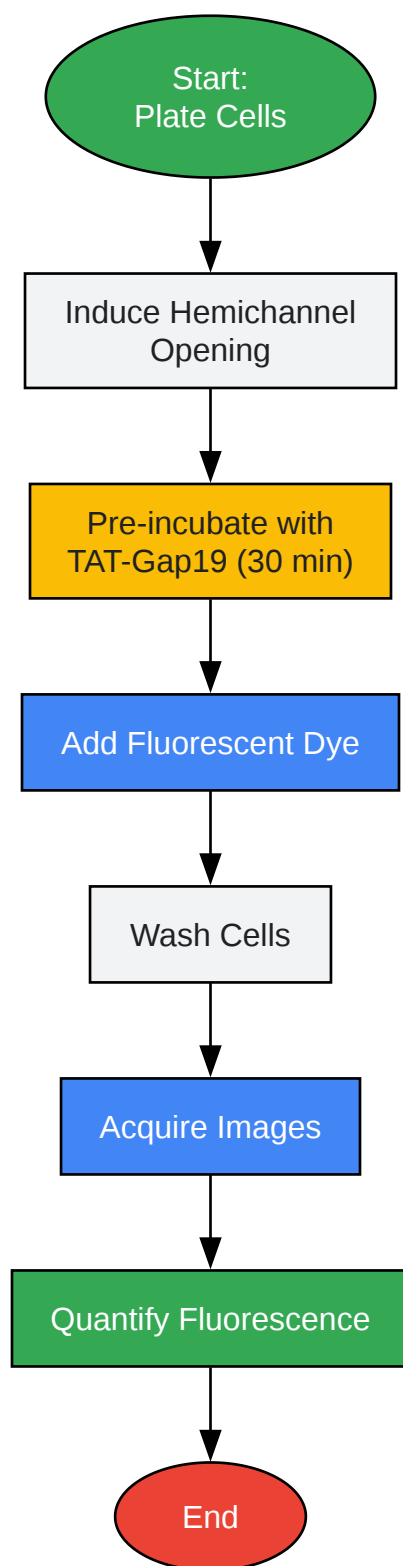 Start:
Plate Cells
Induce Hemichannel
Opening
Pre-incubate with
TAT-Gap19 (30 min)
Add Fluorescent Dye
Wash Cells
Acquire Images
Quantify Fluorescence
End